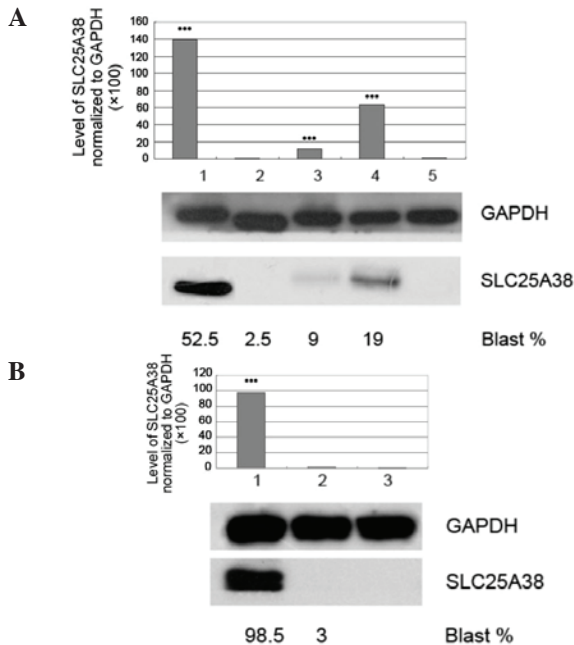 A
Level of SLC25A38
normalized to GAPDH
(×100)
160
140
120
100
80
60
40
20
0
***
***
***
1 2 3 4 5
GAPDH
SLC25A38
52.5 2.5 9 19 Blast %
B
Level of SLC25A38
normalized to GAPDH
(×100)
120
100
80
60
40
20
0
***
1 2 3
GAPDH
SLC25A38
98.5 3 Blast %